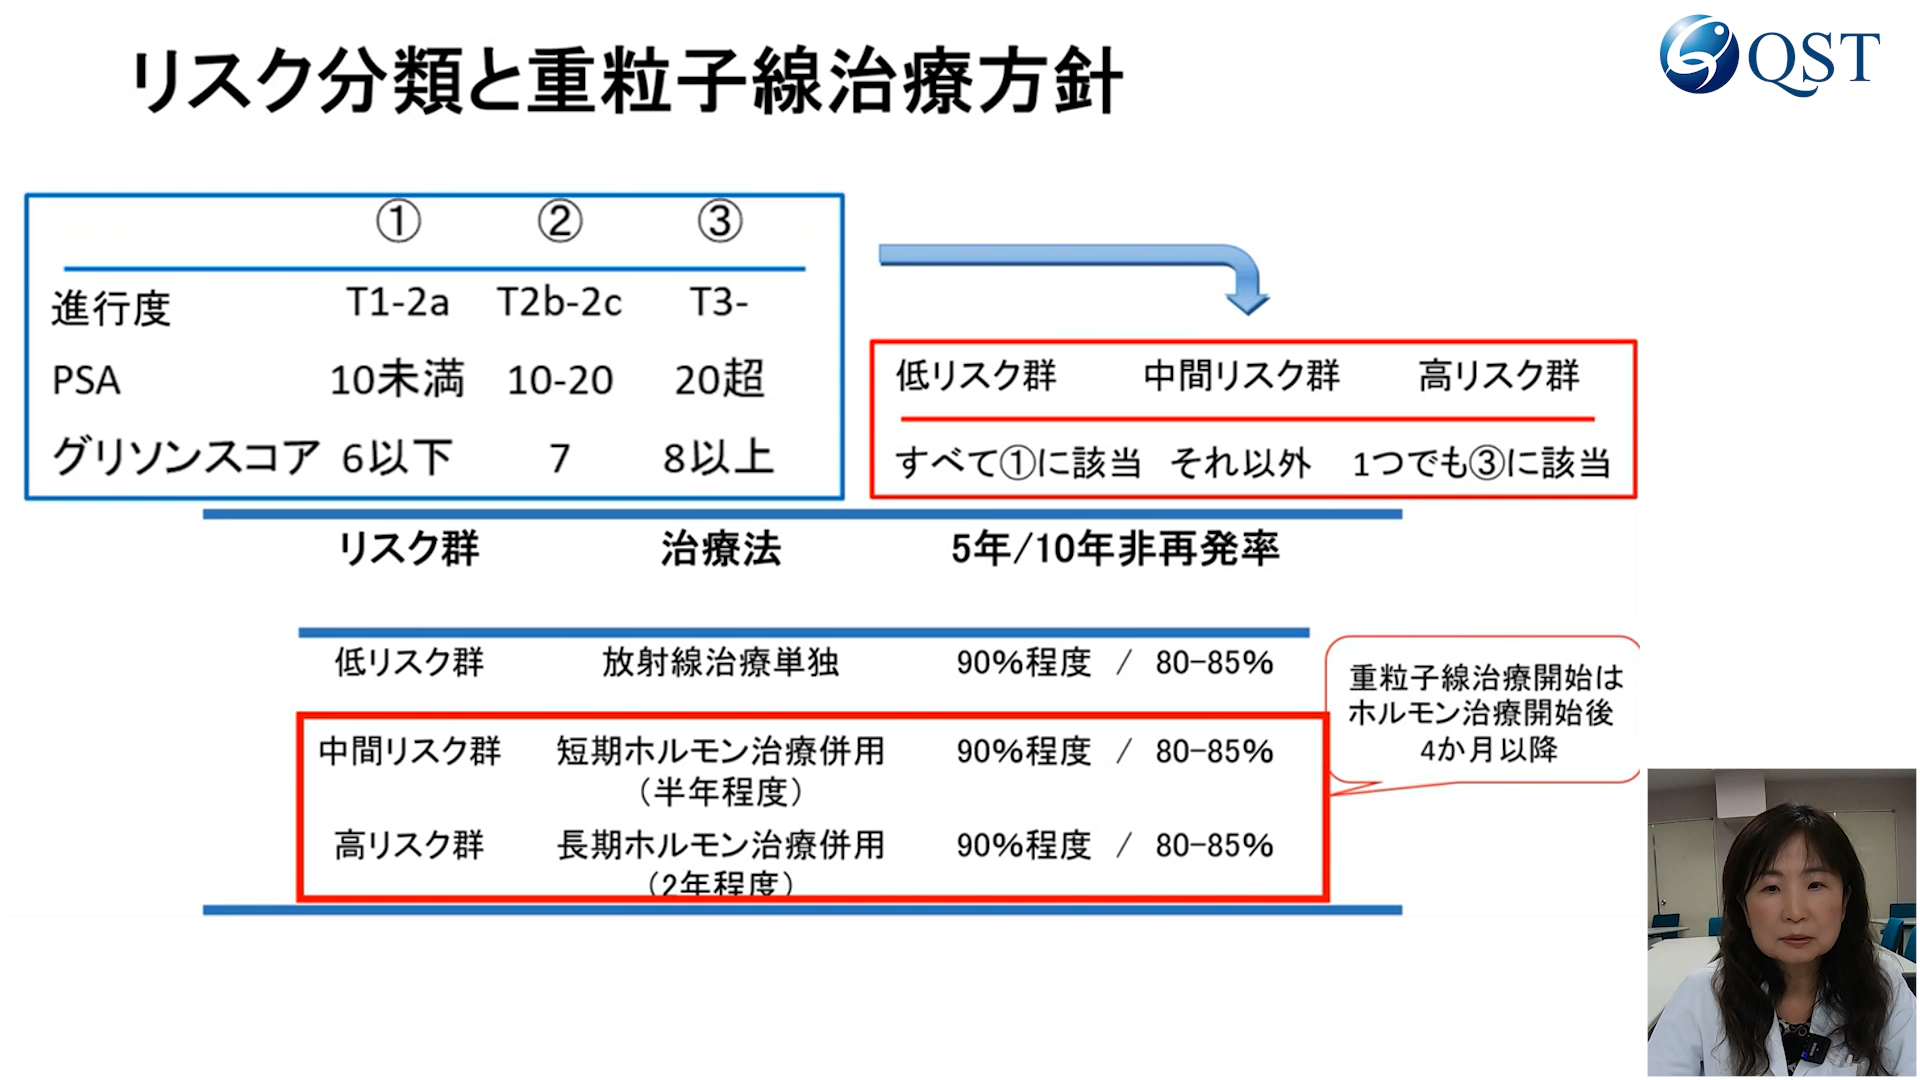 リスク分類と重粒子線治療方針
QST
① ② ③
進行度 T1-2a T2b-2c T3-
PSA 10未満 10-20 20超
グリソンスコア 6以下 7 8以上
低リスク群 中間リスク群 高リスク群
すべて①に該当 それ以外 1つでも③に該当
リスク群 治療法 5年/10年非再発率
低リスク群 放射線治療単独 90%程度 / 80-85%
中間リスク群 短期ホルモン治療併用 90%程度 / 80-85%
(半年程度)
高リスク群 長期ホルモン治療併用 90%程度 / 80-85%
(2年程度)
重粒子線治療開始は
ホルモン治療開始後
4か月以降